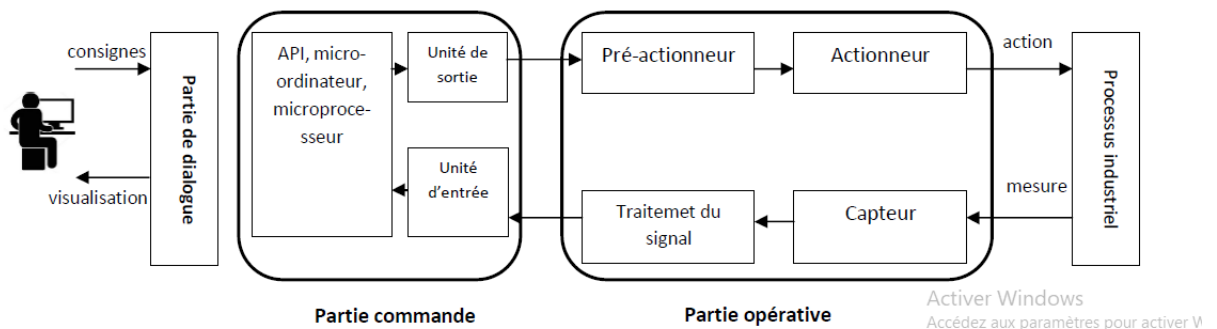 consignes
visualisation
Partie de dialogue
API, micro-
ordinateur,
microproce-
sseur
Unité de
sortie
Unité
d'entrée
Partie commande
Pré-actionneur
Actionneur
Traitemet du
signal
Capteur
Partie opérative
action
mesure
Processus industriel
Activer Windows
Accédez aux paramètres pour activer W